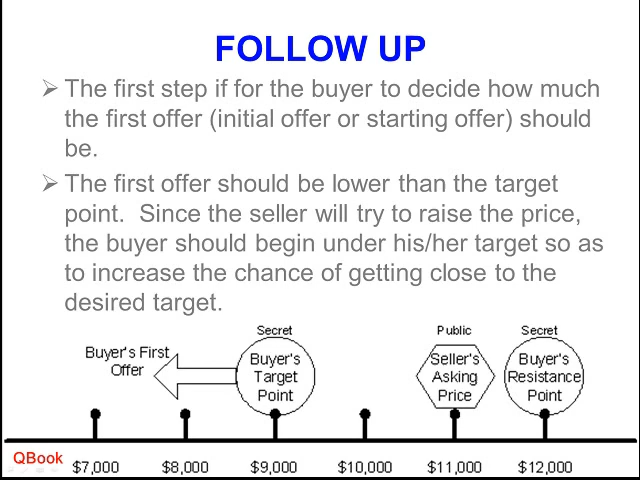 FOLLOW UP
The first step if for the buyer to decide how much
the first offer (initial offer or starting offer) should
be.
The first offer should be lower than the target
point. Since the seller will try to raise the price,
the buyer should begin under his/her target so as
to increase the chance of getting close to the
desired target.
Secret
Public
Secret
Buyer's First
Offer
Buyer's
Target
Point
Seller's
Asking
Price
Buyer's
Resistance
Point
QBook
$7,000
$8,000
$9,000
$10,000
$11,000
$12,000